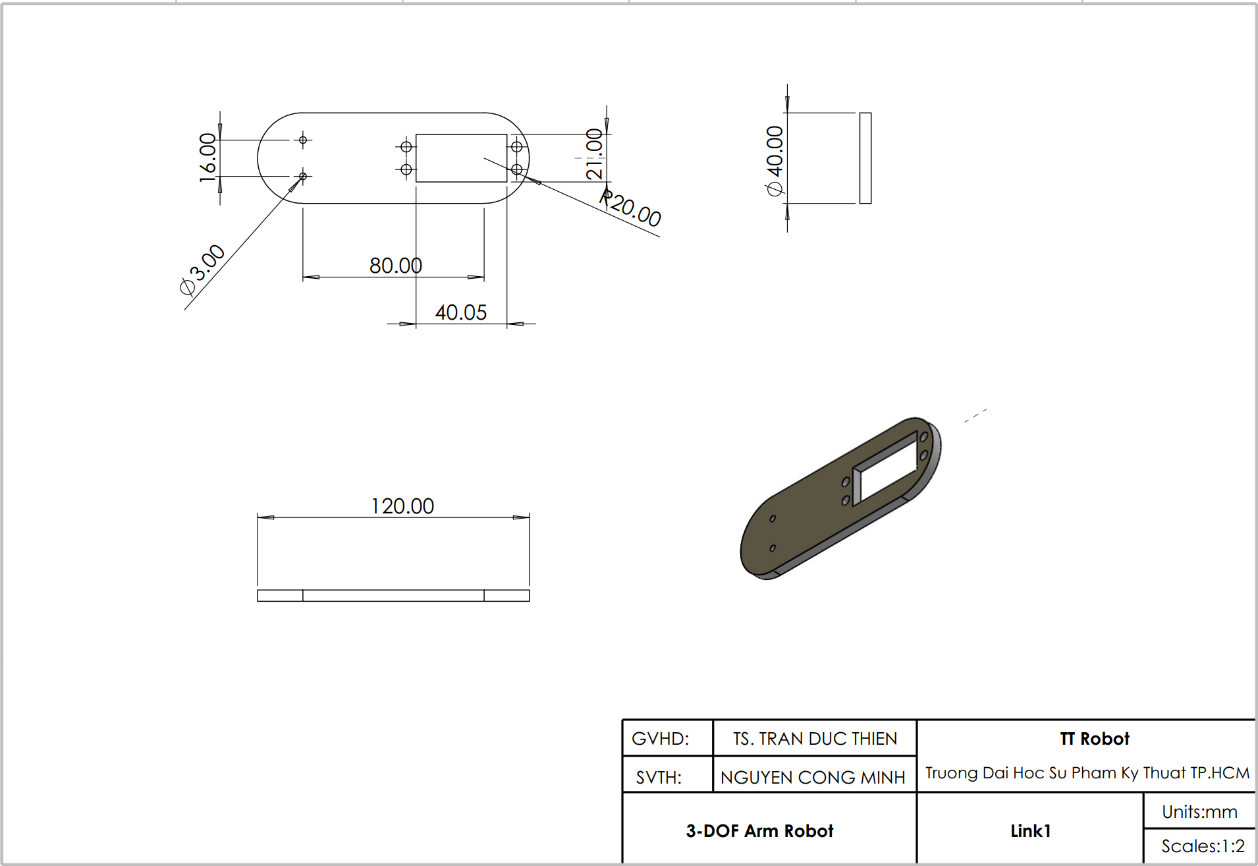 16.00
21.00
R20.00
∅3.00
80.00
40.05
∅40.00
120.00
GVHD:
TS. TRAN DUC THIEN
TT Robot
SVTH:
NGUYEN CONG MINH
Truong Dai Hoc Su Pham Ky Thuat TP.HCM
3-DOF Arm Robot
Link1
Units:mm
Scales:1:2